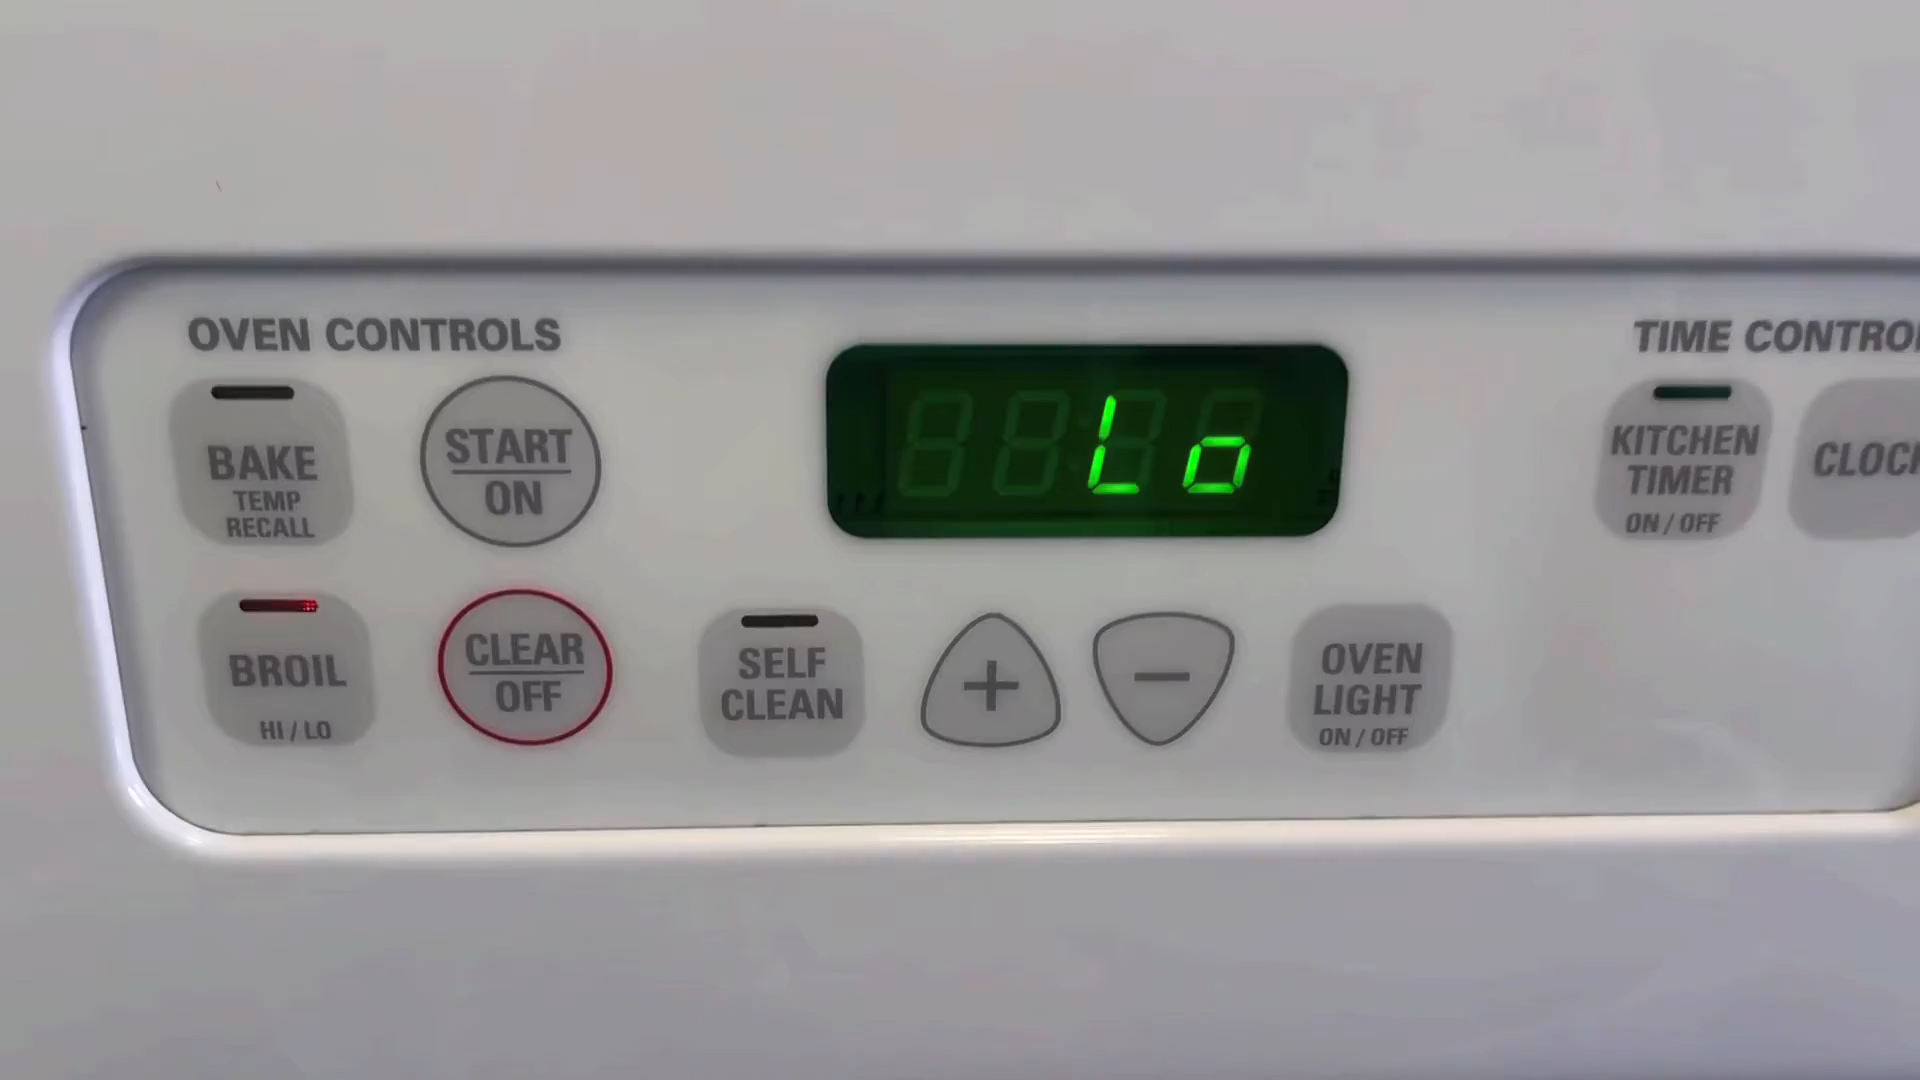 OVEN CONTROLS
BAKE
TEMP
RECALL
START
ON
BROIL
HI / LO
CLEAR
OFF
Lo
SELF
CLEAN
+
−
OVEN
LIGHT
ON / OFF
TIME CONTRO
KITCHEN
TIMER
ON / OFF
CLOC